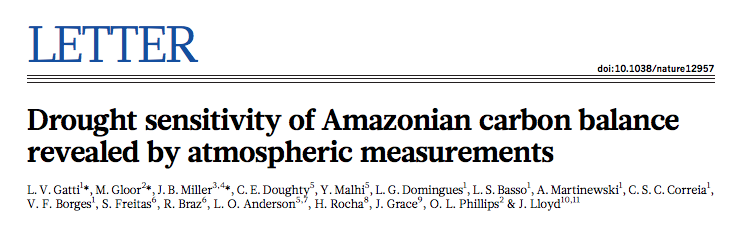 LETTER
doi:10.1038/nature12957
Drought sensitivity of Amazonian carbon balance
revealed by atmospheric measurements
L. V. Gatti¹*, M. Gloor²*, J. B. Miller³,⁴*, C. E. Doughty⁵, Y. Malhi⁵, L. G. Domingues¹, L. S. Basso¹, A. Martinewski¹, C. S. C. Correia¹,
V. F. Borges¹, S. Freitas⁶, R. Braz⁶, L. O. Anderson⁵,⁷, H. Rocha⁸, J. Grace⁹, O. L. Phillips² & J. Lloyd¹⁰,¹¹